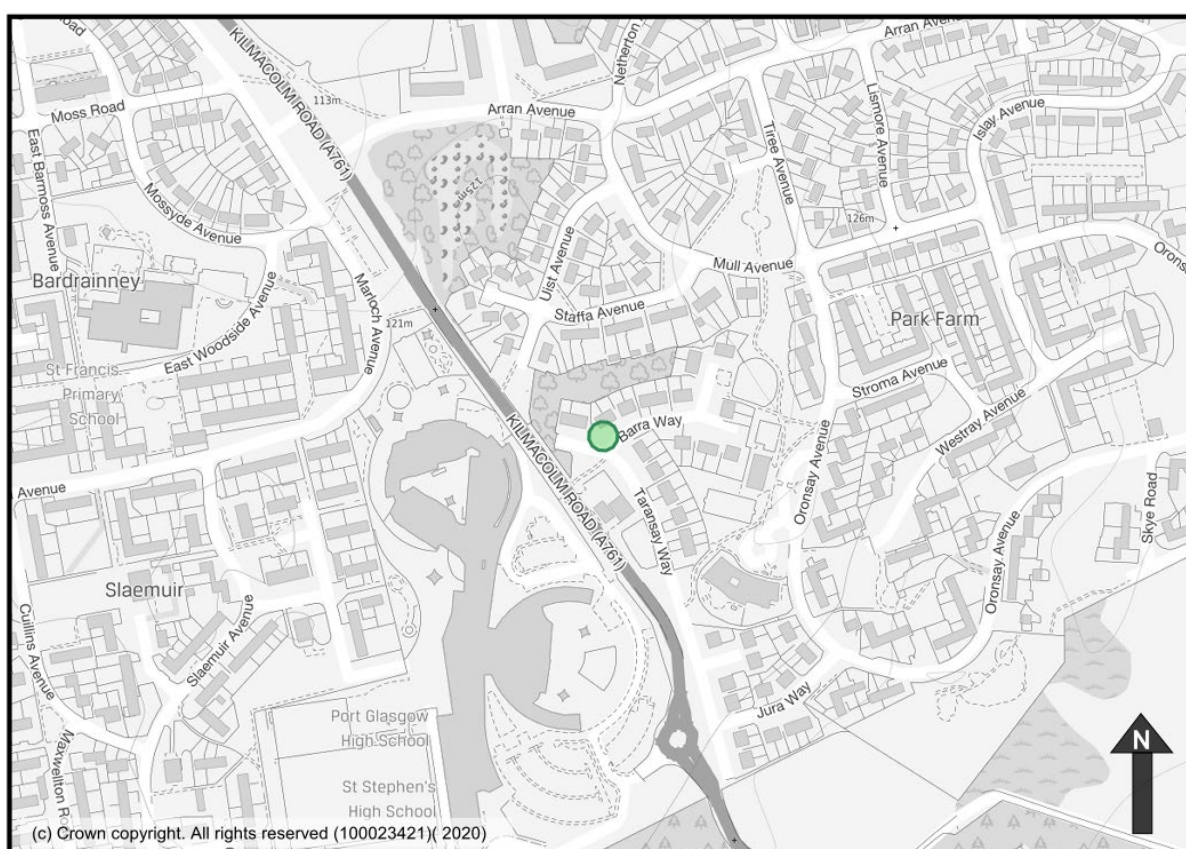 Road
KILMACOLM ROAD (A761)
113m
Moss Road
Arran Avenue
Netherton
Arran Avenue
Lismore Avenue
Islay Avenue
Tiree Avenue
East Barmoss Avenue
Mossyde Avenue
125m
126m
Oronsay
Bardrainney
Marloch Avenue
121m
Uist Avenue
Mull Avenue
Staffa Avenue
Park Farm
East Woodside Avenue
St Francis
Primary
School
Stroma Avenue
Westray Avenue
KILMACOLM ROAD (A761)
Barra Way
Oronsay Avenue
Avenue
Taransay Way
Oronsay Avenue
Skye Road
Slaemuir
Slaemuir Avenue
Cuillins Avenue
Jura Way
Port Glasgow
High School
N
Maxwellton Ro
St Stephen's
High School
(c) Crown copyright. All rights reserved (100023421)( 2020)